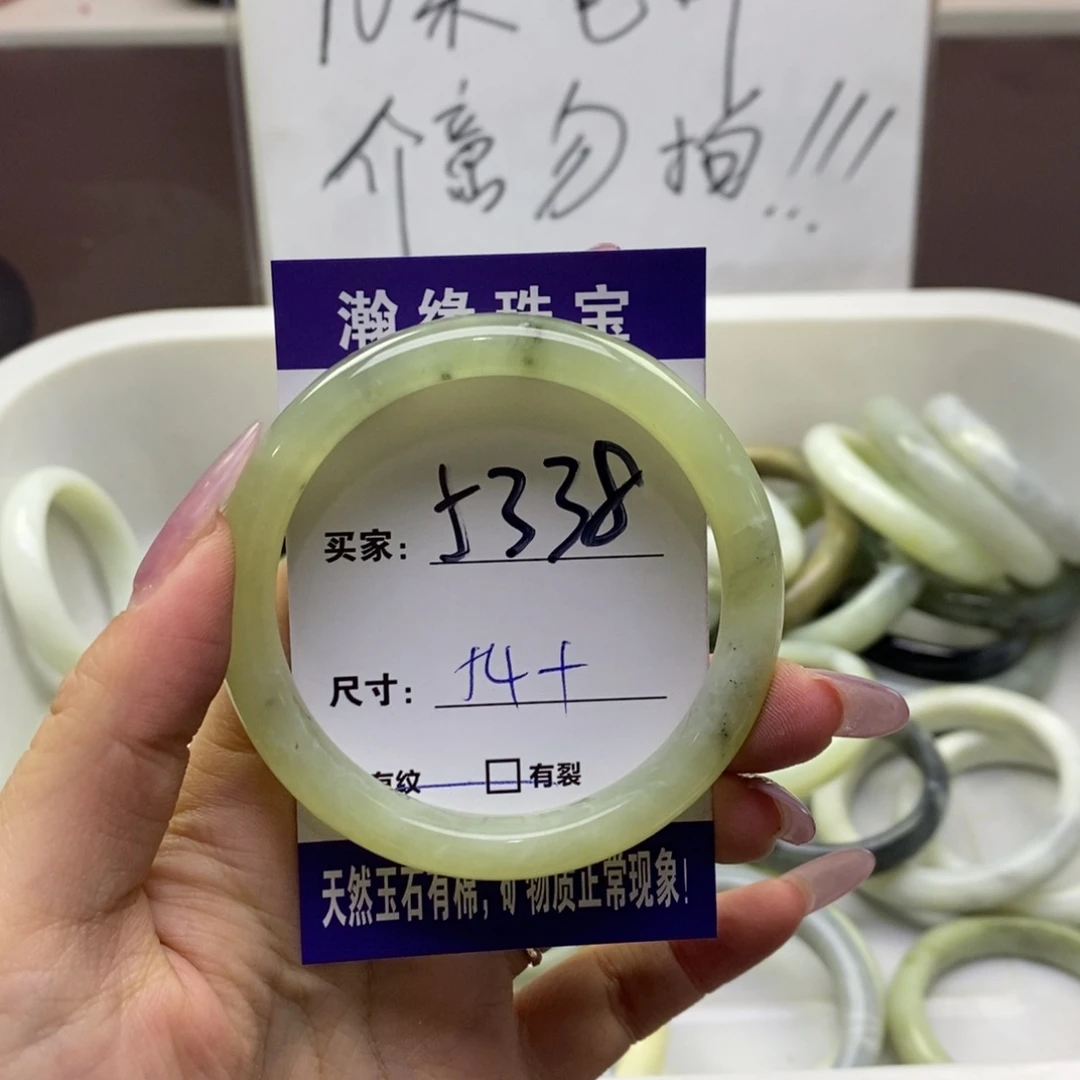 介意勿拍!!!
瀚缘珠宝
买家: 5338
尺寸: 54+
有纹 □有裂
天然玉石有棉,矿物质正常现象!